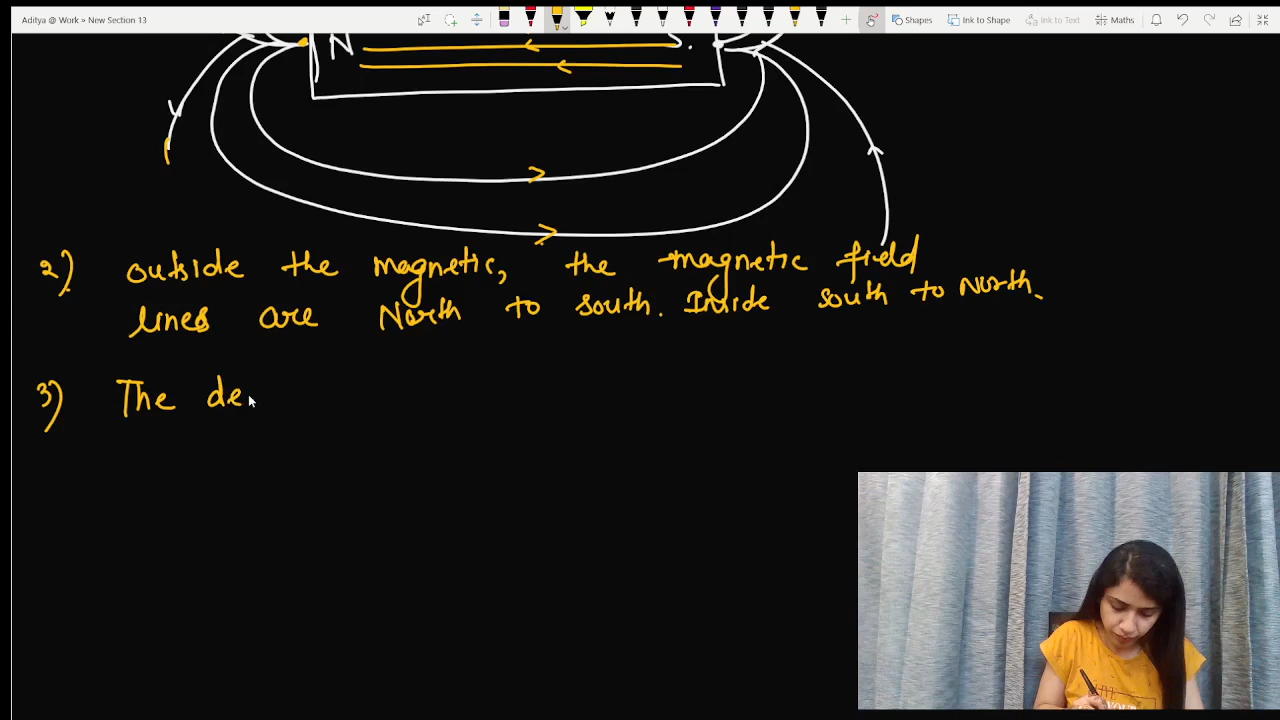 Aditya @ Work » New Section 13
Shapes
Ink to Shape
Ink to Text
Maths
N
S.
2) outside the magnetic, the magnetic field
lines are North to south. Inside south to North.
3) The de